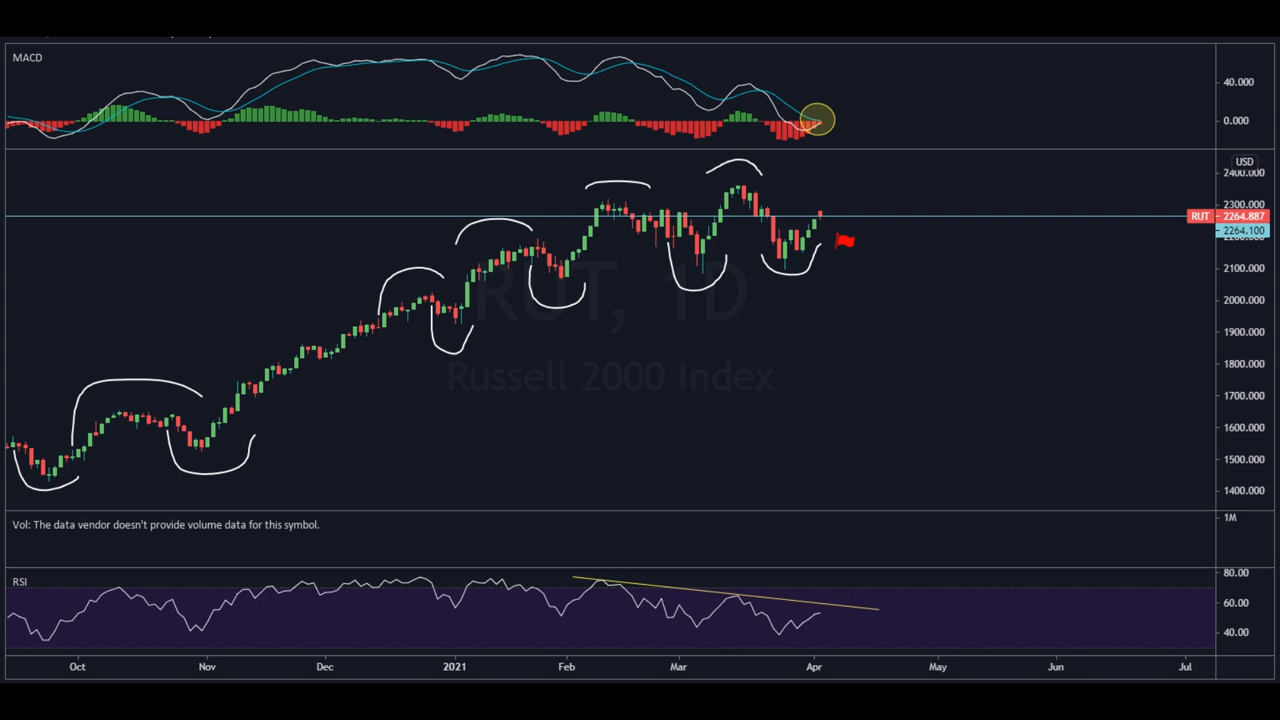 MACD
40.000
0.000
USD
2400.000
2300.000
RUT 2264.887
2264.100
2100.000
RUT, 1D
2000.000
1900.000
1800.000
Russell 2000 Index
1700.000
1600.000
1500.000
1400.000
Vol: The data vendor doesn't provide volume data for this symbol.
1M
RSI
80.00
60.00
40.00
Oct Nov Dec 2021 Feb Mar Apr May Jun Jul